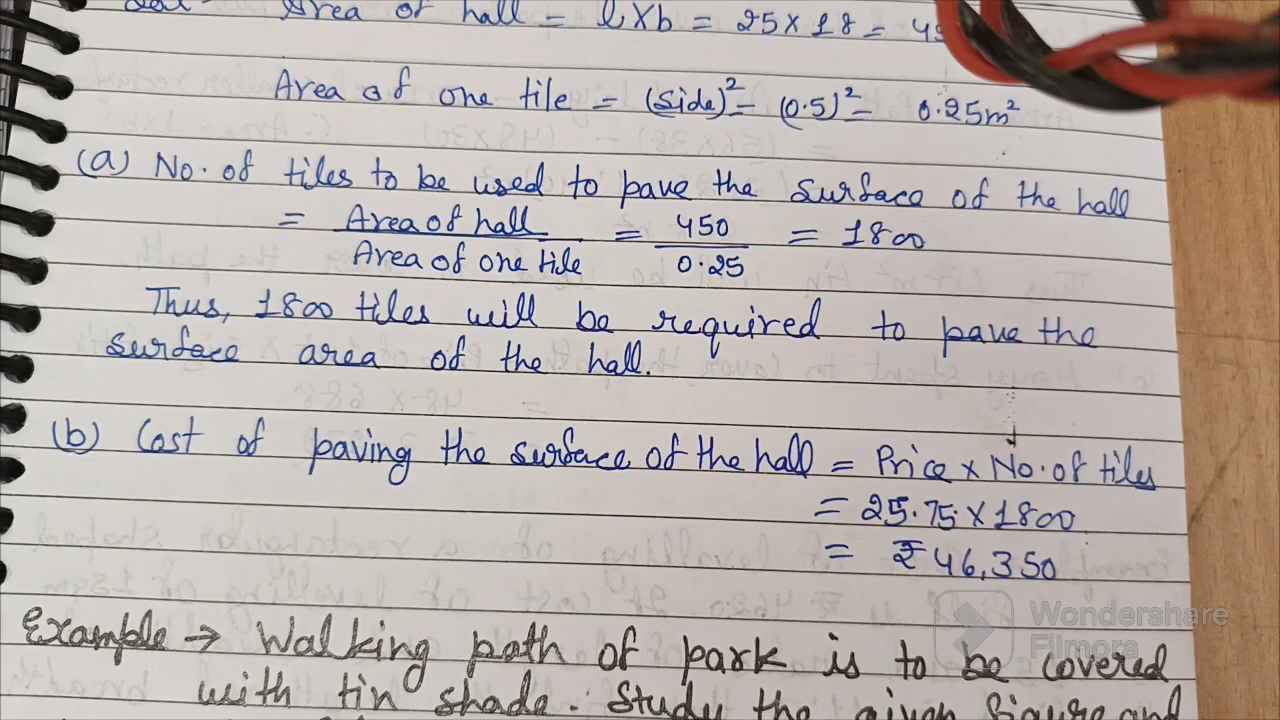 Area of hall = l×b = 25×18 = 45
Area of one tile = (side)² = (0.5)² = 0.25m²
(a) No. of tiles to be used to pave the surface of the hall
= Area of hall / Area of one tile = 450 / 0.25 = 1800
Thus, 1800 tiles will be required to pave the
surface area of the hall.
(b) Cost of paving the surface of the hall = Price × No. of tiles
= 25.75 × 1800
= ₹ 46,350
Wondershare
Filmora
Example → Walking path of park is to be covered
with tin shade. Study the given figure and